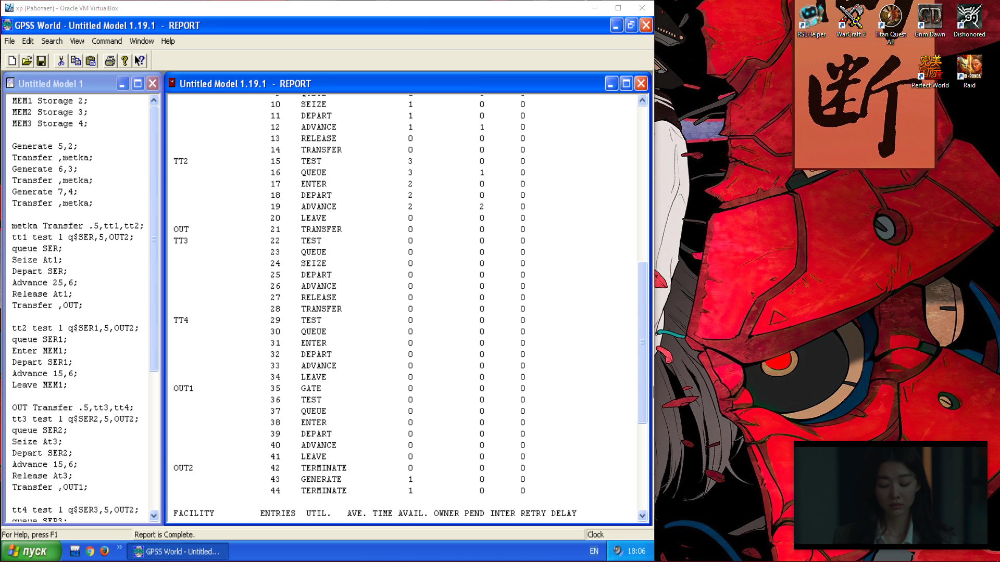 xp [Работает] - Oracle VM VirtualBox
GPSS World - Untitled Model 1.19.1 - REPORT
File Edit Search View Command Window Help
Untitled Model 1
MEM1 Storage 2;
MEM2 Storage 3;
MEM3 Storage 4;
Generate 5,2;
Transfer ,metka;
Generate 6,3;
Transfer ,metka;
Generate 7,4;
Transfer ,metka;
metka Transfer .5,tt1,tt2;
tt1 test l q$SER,5,OUT2;
queue SER;
Seize At1;
Depart SER;
Advance 25,6;
Release At1;
Transfer ,OUT;
tt2 test l q$SER1,5,OUT2;
queue SER1;
Enter MEM1;
Depart SER1;
Advance 15,6;
Leave MEM1;
OUT Transfer .5,tt3,tt4;
tt3 test l q$SER2,5,OUT2;
queue SER2;
Seize At3;
Depart SER2;
Advance 15,6;
Release At3;
Transfer ,OUT1;
tt4 test l q$SER3,5,OUT2;
queue SER3;
Untitled Model 1.19.1 - REPORT
10 SEIZE 1 0 0
11 DEPART 1 0 0
12 ADVANCE 1 1 0
13 RELEASE 0 0 0
14 TRANSFER 0 0 0
TT2 15 TEST 3 0 0
16 QUEUE 3 1 0
17 ENTER 2 0 0
18 DEPART 2 0 0
19 ADVANCE 2 2 0
20 LEAVE 0 0 0
OUT 21 TRANSFER 0 0 0
TT3 22 TEST 0 0 0
23 QUEUE 0 0 0
24 SEIZE 0 0 0
25 DEPART 0 0 0
26 ADVANCE 0 0 0
27 RELEASE 0 0 0
28 TRANSFER 0 0 0
TT4 29 TEST 0 0 0
30 QUEUE 0 0 0
31 ENTER 0 0 0
32 DEPART 0 0 0
33 ADVANCE 0 0 0
34 LEAVE 0 0 0
OUT1 35 GATE 0 0 0
36 TEST 0 0 0
37 QUEUE 0 0 0
38 ENTER 0 0 0
39 DEPART 0 0 0
40 ADVANCE 0 0 0
41 LEAVE 0 0 0
OUT2 42 TERMINATE 0 0 0
43 GENERATE 1 0 0
44 TERMINATE 1 0 0
FACILITY ENTRIES UTIL. AVE. TIME AVAIL. OWNER PEND INTER RETRY DELAY
For Help, press F1
Report is Complete.
Clock
пуск
GPSS World - Untitled...
EN
18:06
RSLHelper
WarCraft 2
Titan Quest AE
GD
Grim Dawn
Dishonored
完美
国际
Perfect World
Raid
断